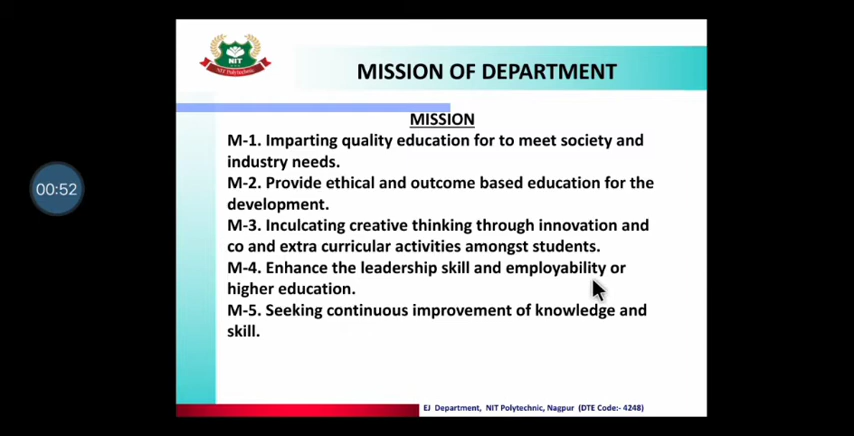 NIT
NIT Polytechnic
MISSION OF DEPARTMENT
MISSION
M-1. Imparting quality education for to meet society and
industry needs.
M-2. Provide ethical and outcome based education for the
development.
M-3. Inculcating creative thinking through innovation and
co and extra curricular activities amongst students.
M-4. Enhance the leadership skill and employability or
higher education.
M-5. Seeking continuous improvement of knowledge and
skill.
00:52
EJ Department, NIT Polytechnic, Nagpur (DTE Code:- 4248)